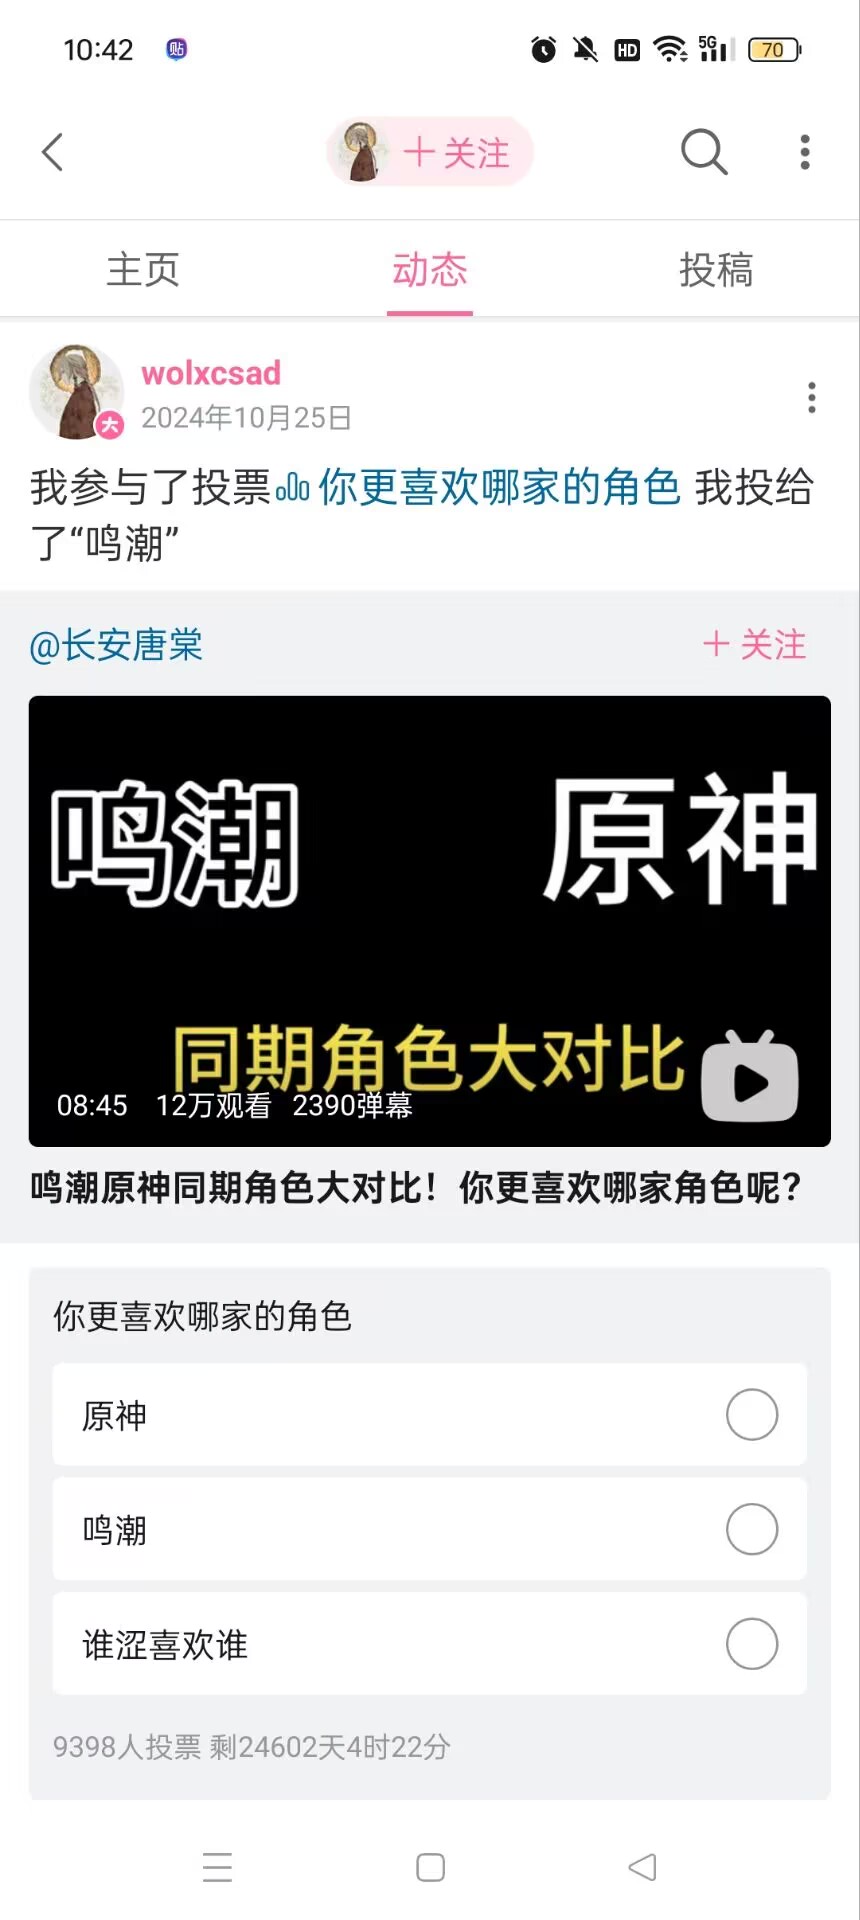 10:42 贴 HD 5G 70
+ 关注
主页 动态 投稿
wolxcsad
大 2024年10月25日
我参与了投票 你更喜欢哪家的角色 我投给
了“鸣潮”
@长安唐棠 + 关注
鸣潮 原神
同期角色大对比
08:45 12万观看 2390弹幕
鸣潮原神同期角色大对比！你更喜欢哪家角色呢？
你更喜欢哪家的角色
原神
鸣潮
谁涩喜欢谁
9398人投票 剩24602天4时22分